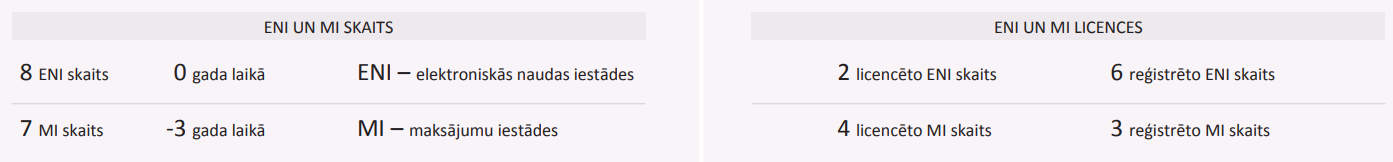 ENI UN MI SKAITS
8 ENI skaits 0 gada laikā ENI – elektroniskās naudas iestādes
7 MI skaits -3 gada laikā MI – maksājumu iestādes
ENI UN MI LICENCES
2 licencēto ENI skaits 6 reģistrēto ENI skaits
4 licencēto MI skaits 3 reģistrēto MI skaits